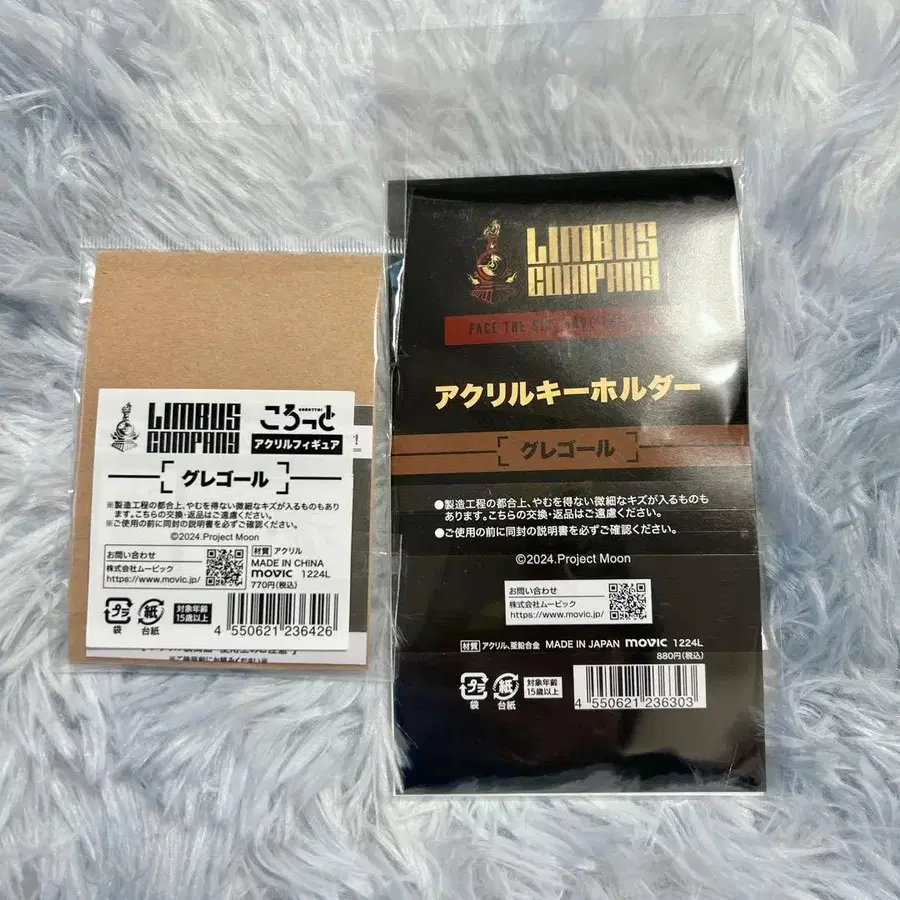 LIMBUS
COMPANY
ころっと
アクリルフィギュア
グレゴール
※製造工程の都合上、やむを得ない微細なキズが入るものもあり
ます。こちらの交換・返品はご遠慮ください。
※ご使用の前に同封の説明書を必ずご確認ください。
©2024.Project Moon
お問い合わせ
株式会社ムービック
https://www.movic.jp/
材質 アクリル
MADE IN CHINA
movic 1224L
770円(税込)
プラ
袋
紙
台紙
対象年齢
15歳以上
4 550621 236426
LIMBUS
COMPANY
FACE THE SIN,
アクリルキーホルダー
グレゴール
●製造工程の都合上、やむを得ない微細なキズが入るものも
あります。こちらの交換・返品はご遠慮ください。
●ご使用の前に同封の説明書を必ずご確認ください。
©2024.Project Moon
お問い合わせ
株式会社ムービック
https://www.movic.jp/
材質 アクリル、亜鉛合金 MADE IN JAPAN movic 1224L
880円(税込)
プラ
袋
紙
台紙
対象年齢
15歳以上
4 550621 236303